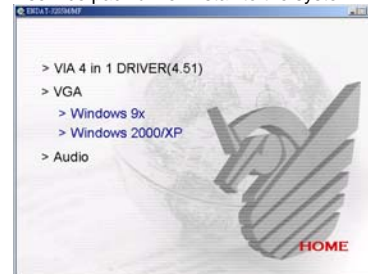 > VIA 4 in 1 DRIVER(4.51)
> VGA
> Windows 9x
> Windows 2000/XP
> Audio
HOME